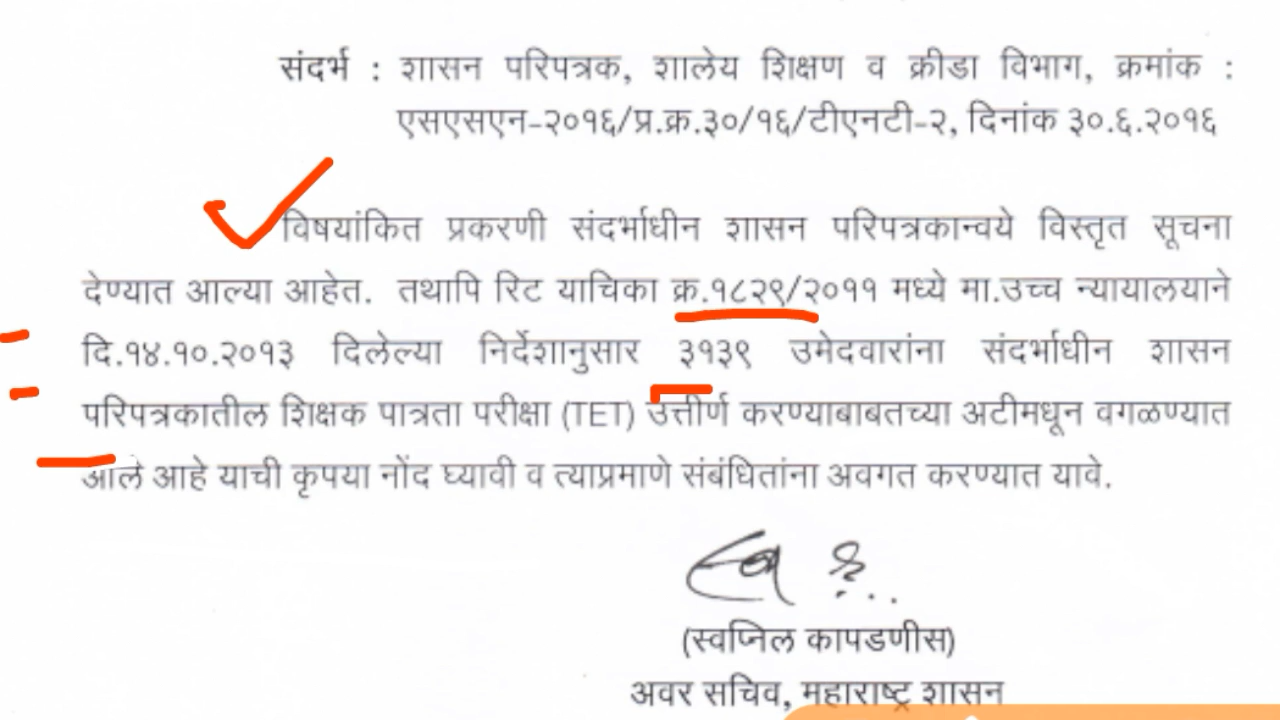 संदर्भ : शासन परिपत्रक, शालेय शिक्षण व क्रीडा विभाग, क्रमांक :
एसएसएन-२०१६/प्र.क्र.३०/१६/टीएनटी-२, दिनांक ३०.६.२०१६
विषयांकित प्रकरणी संदर्भाधीन शासन परिपत्रकान्वये विस्तृत सूचना
देण्यात आल्या आहेत. तथापि रिट याचिका क्र.१८२९/२०११ मध्ये मा.उच्च न्यायालयाने
दि.१४.१०.२०१३ दिलेल्या निर्देशानुसार ३१३९ उमेदवारांना संदर्भाधीन शासन
परिपत्रकातील शिक्षक पात्रता परीक्षा (TET) उत्तीर्ण करण्याबाबतच्या अटीमधून वगळण्यात
आले आहे याची कृपया नोंद घ्यावी व त्याप्रमाणे संबंधितांना अवगत करण्यात यावे.
(स्वप्निल कापडणीस)
अवर सचिव, महाराष्ट्र शासन